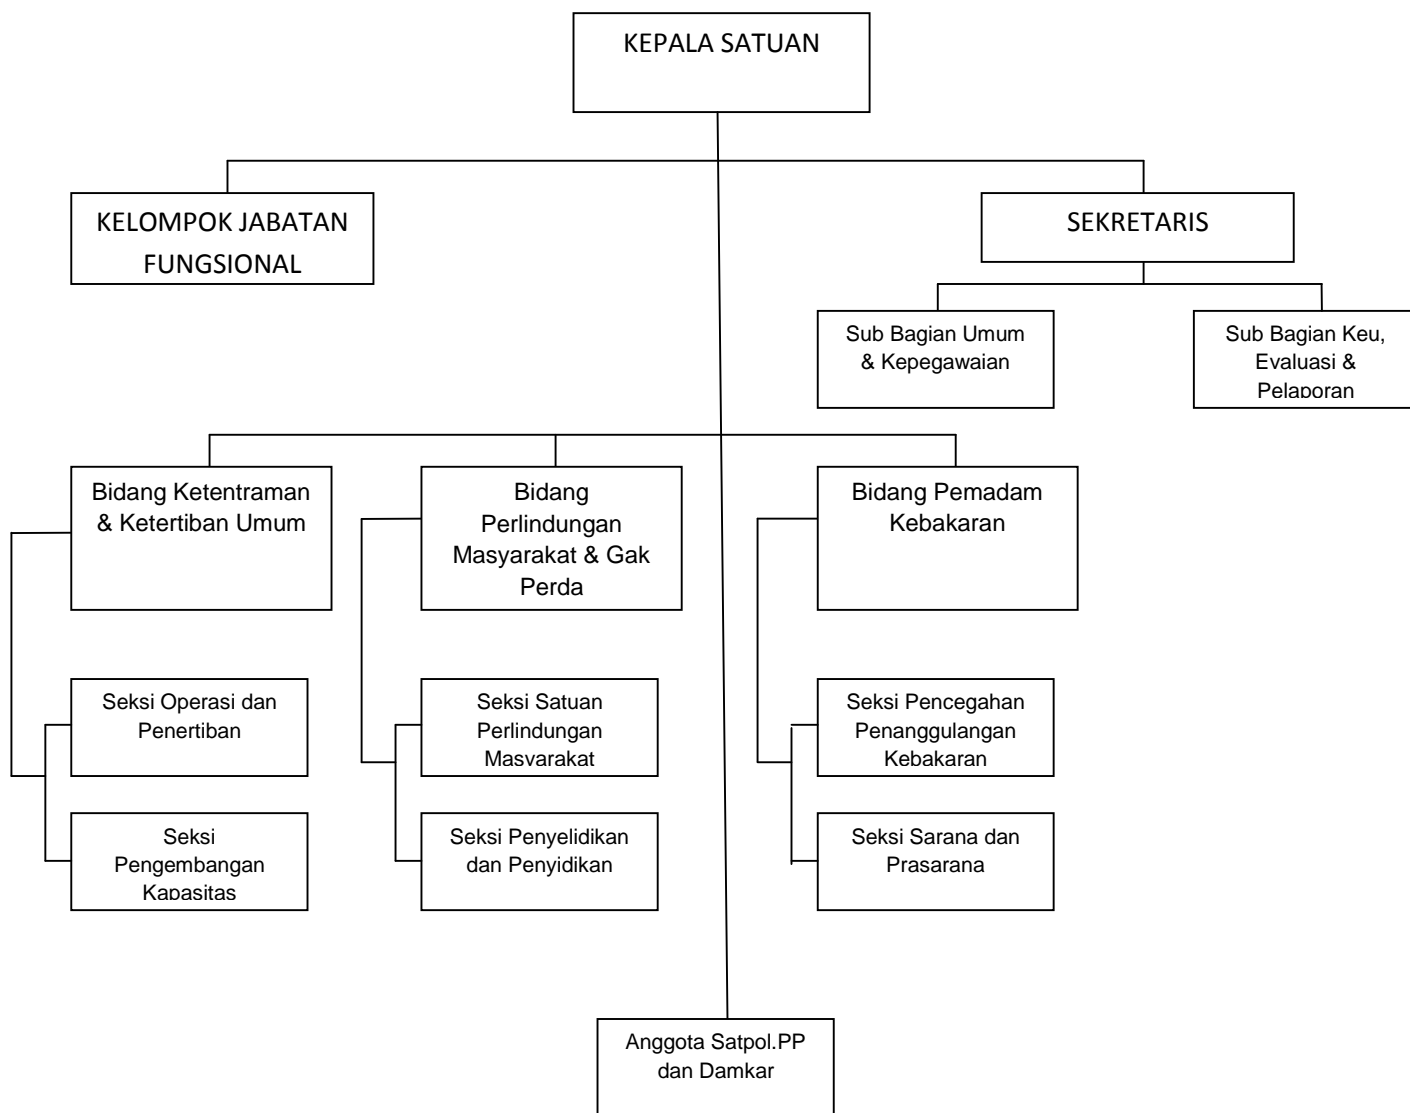 KEPALA SATUAN
KELOMPOK JABATAN
FUNGSIONAL
SEKRETARIS
Sub Bagian Umum
& Kepegawaian
Sub Bagian Keu,
Evaluasi &
Pelaporan
Bidang Ketentraman
& Ketertiban Umum
Bidang
Perlindungan
Masyarakat & Gak
Perda
Bidang Pemadam
Kebakaran
Seksi Operasi dan
Penertiban
Seksi Satuan
Perlindungan
Masyarakat
Seksi Pencegahan
Penanggulangan
Kebakaran
Seksi
Pengembangan
Kapasitas
Seksi Penyelidikan
dan Penyidikan
Seksi Sarana dan
Prasarana
Anggota Satpol.PP
dan Damkar